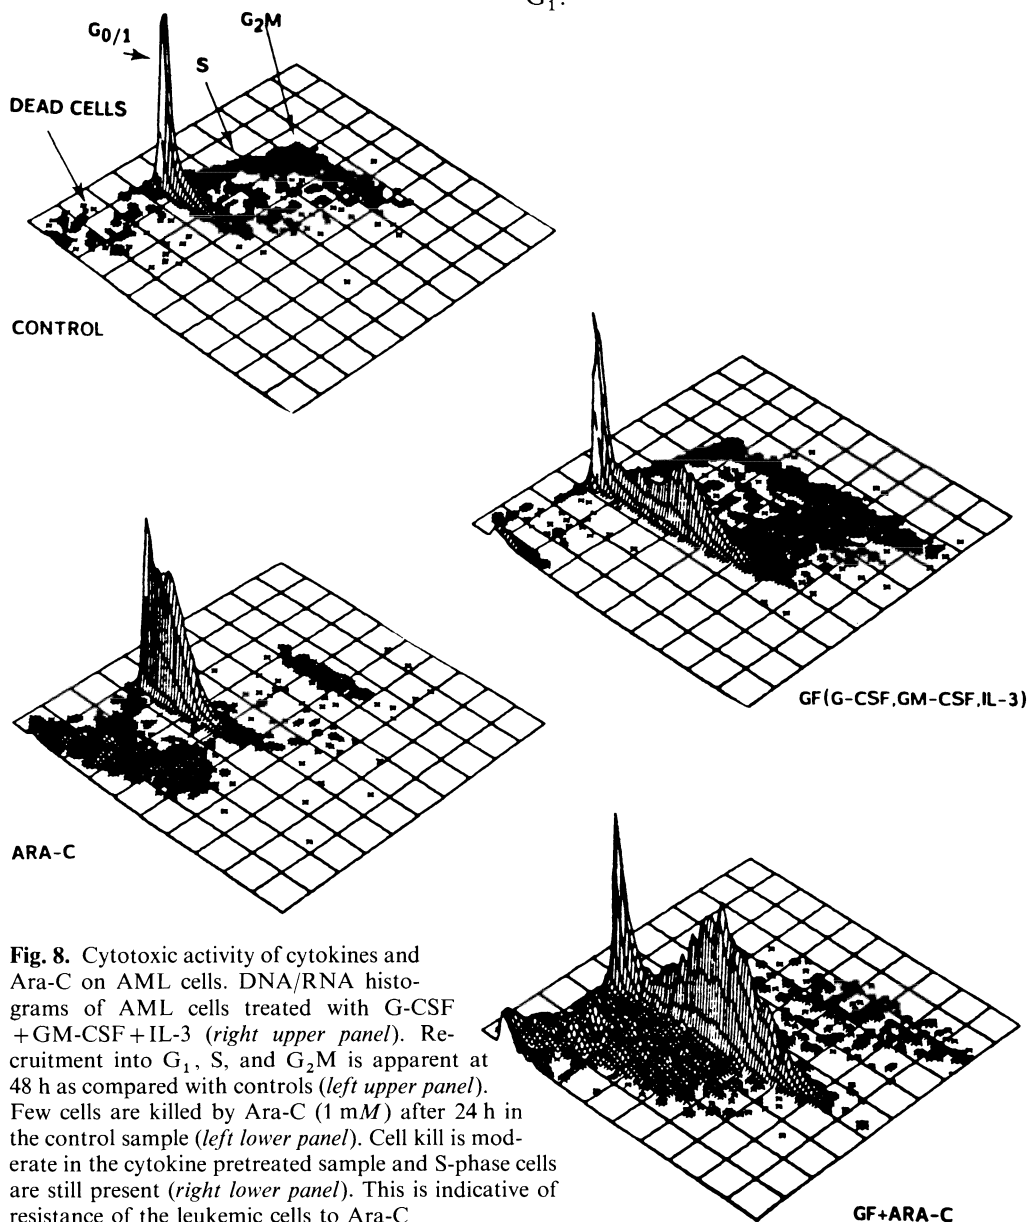 G₁.
G₂M
G₀/₁
S
DEAD CELLS
CONTROL
GF(G-CSF,GM-CSF,IL-3)
ARA-C
Fig. 8. Cytotoxic activity of cytokines and
Ara-C on AML cells. DNA/RNA histo-
grams of AML cells treated with G-CSF
+GM-CSF+IL-3 (right upper panel). Re-
cruitment into G₁, S, and G₂M is apparent at
48 h as compared with controls (left upper panel).
Few cells are killed by Ara-C (1 mM) after 24 h in
the control sample (left lower panel). Cell kill is mod-
erate in the cytokine pretreated sample and S-phase cells
are still present (right lower panel). This is indicative of
resistance of the leukemic cells to Ara-C
GF+ARA-C